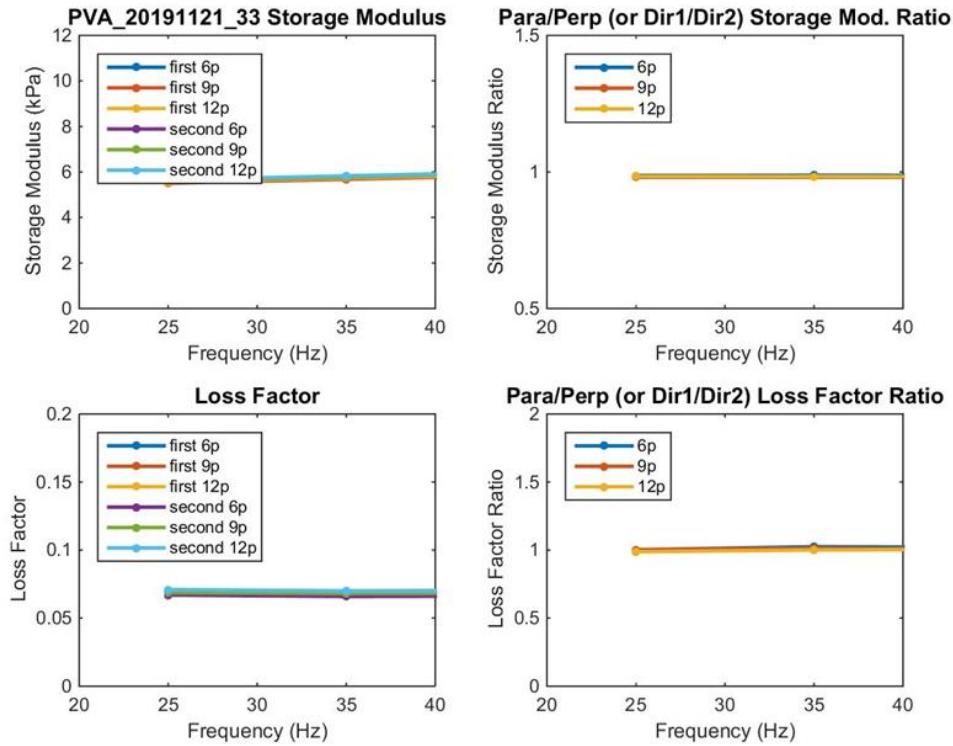 PVA_20191121_33 Storage Modulus
12
10
8
6
4
2
0
Storage Modulus (kPa)
first 6p
first 9p
first 12p
second 6p
second 9p
second 12p
20 25 30 35 40
Frequency (Hz)
Para/Perp (or Dir1/Dir2) Storage Mod. Ratio
1.5
1
0.5
Storage Modulus Ratio
6p
9p
12p
20 25 30 35 40
Frequency (Hz)
Loss Factor
0.2
0.15
0.1
0.05
0
Loss Factor
first 6p
first 9p
first 12p
second 6p
second 9p
second 12p
20 25 30 35 40
Frequency (Hz)
Para/Perp (or Dir1/Dir2) Loss Factor Ratio
2
1.5
1
0.5
0
Loss Factor Ratio
6p
9p
12p
20 25 30 35 40
Frequency (Hz)